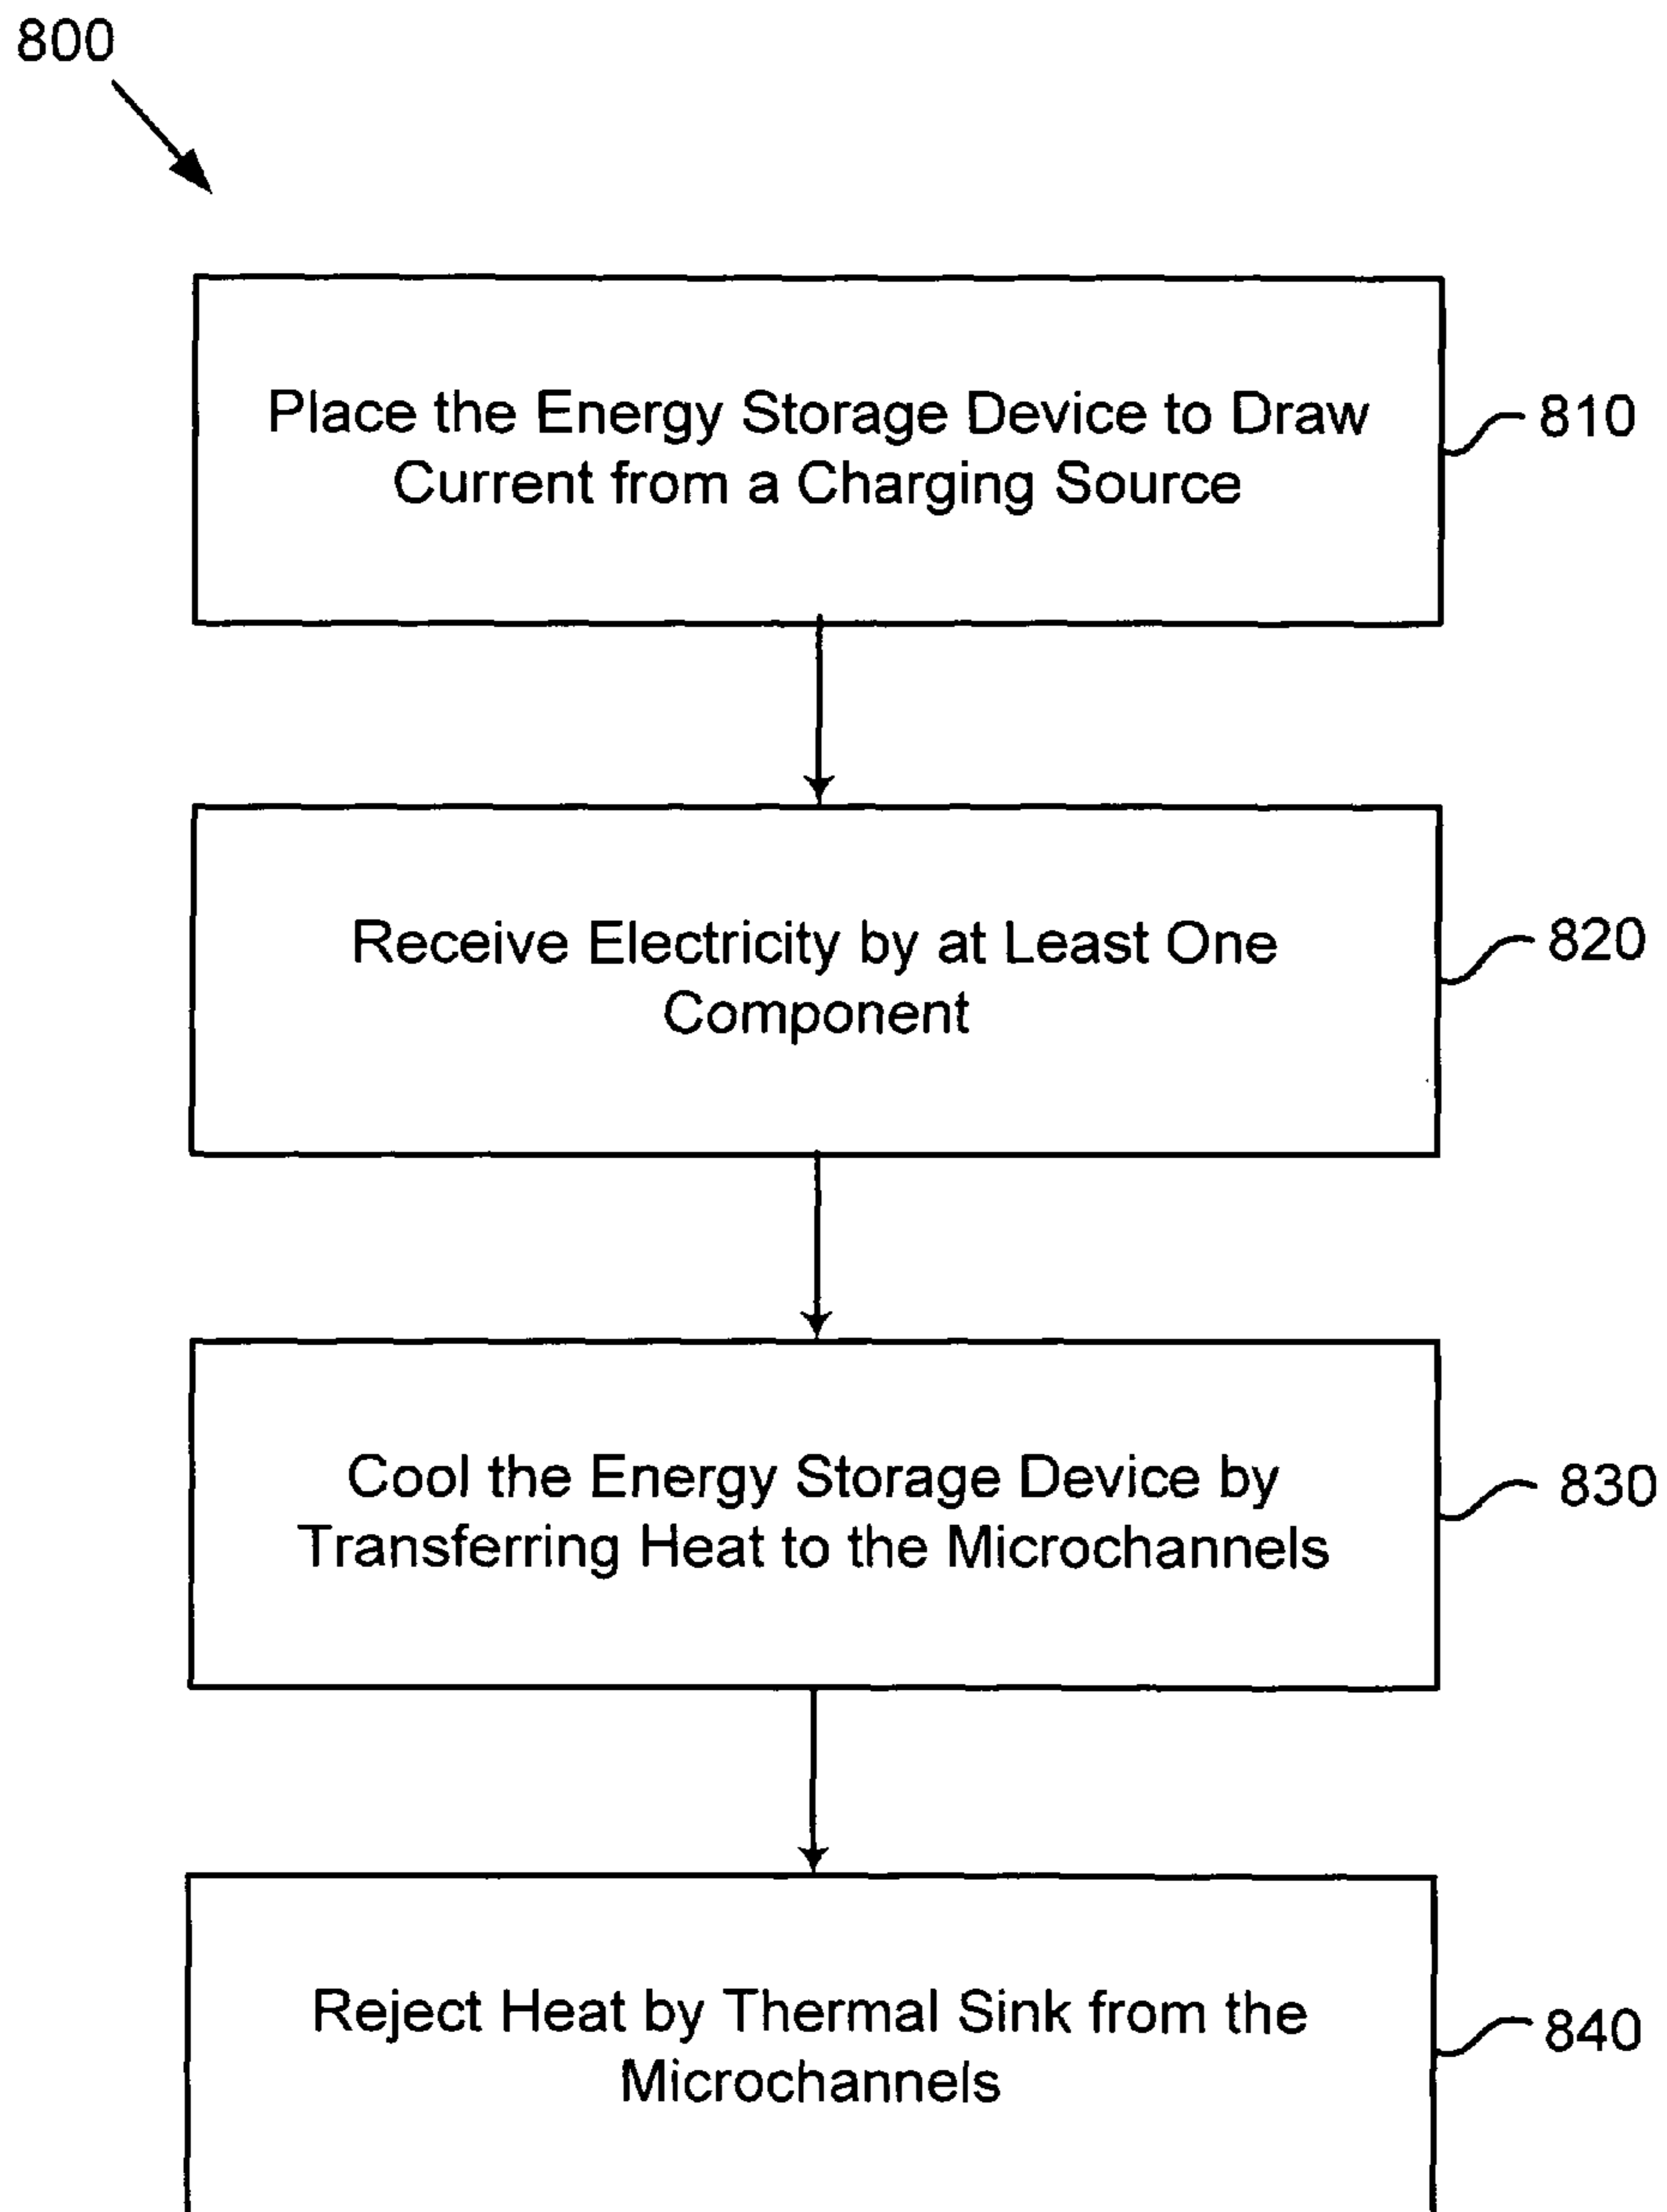 800
Place the Energy Storage Device to Draw
Current from a Charging Source
810
Receive Electricity by at Least One
Component
820
Cool the Energy Storage Device by
Transferring Heat to the Microchannels
830
Reject Heat by Thermal Sink from the
Microchannels
840